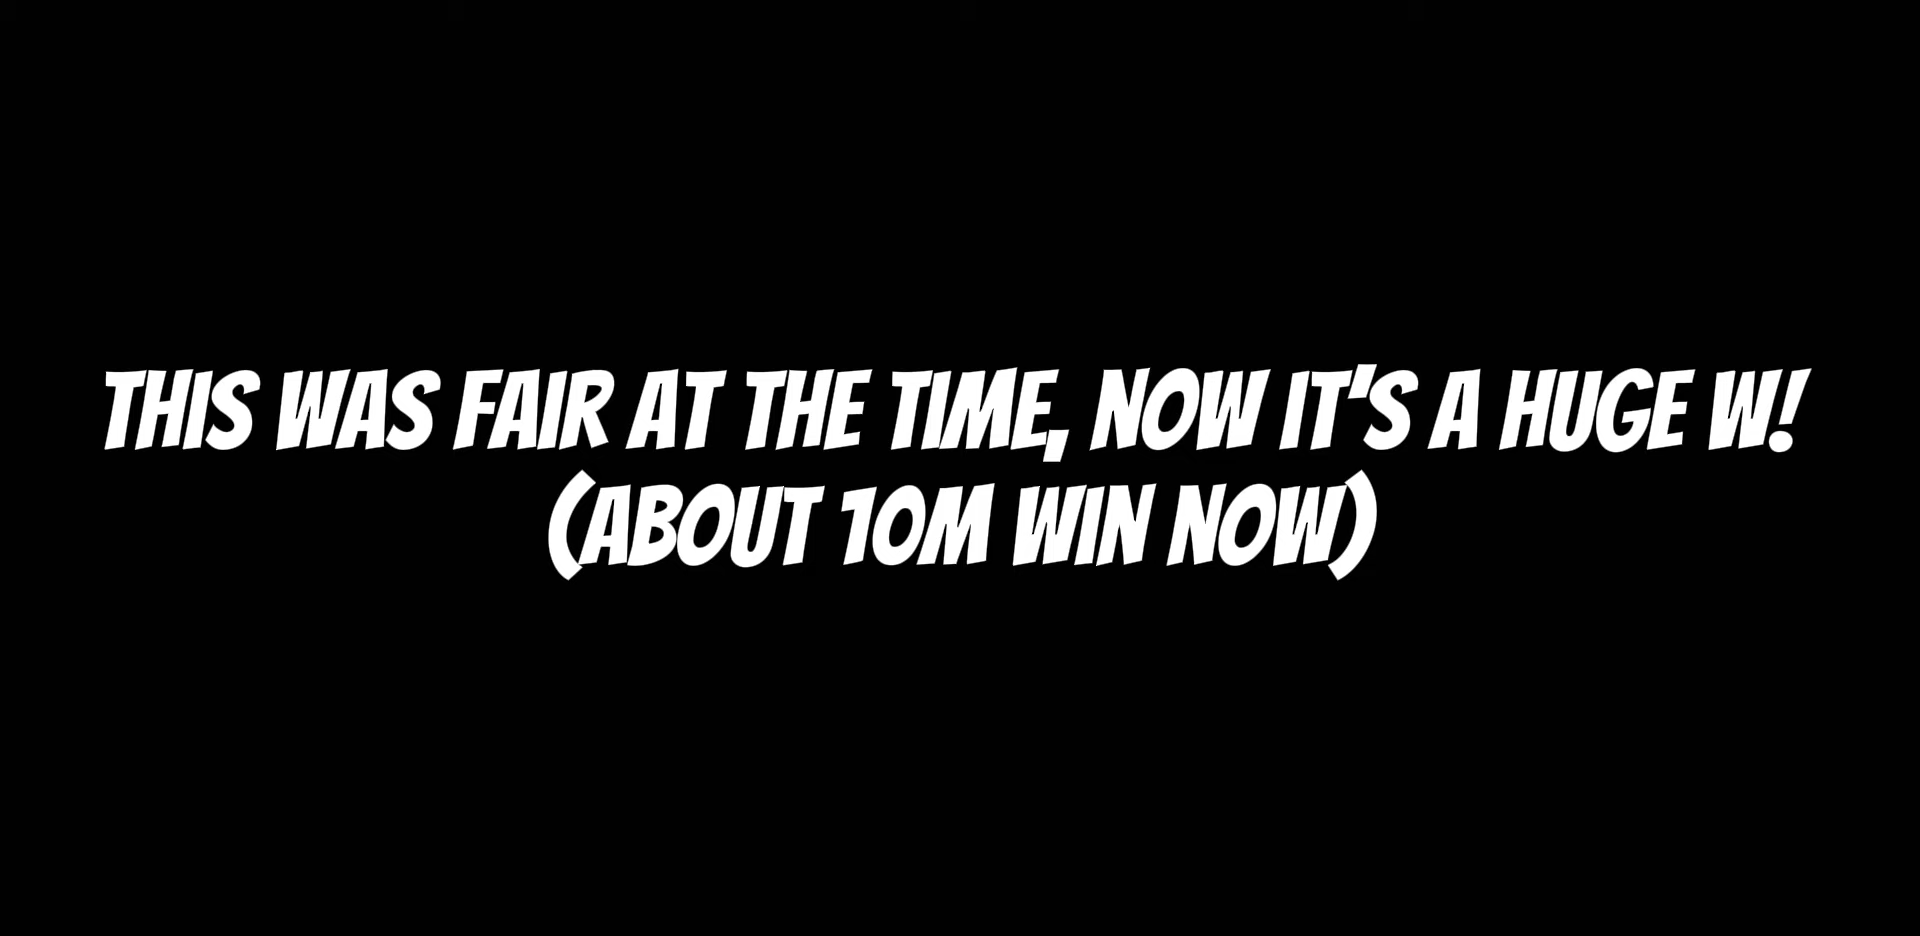 THIS WAS FAIR AT THE TIME, NOW IT'S A HUGE W!
(ABOUT 10M WIN NOW)